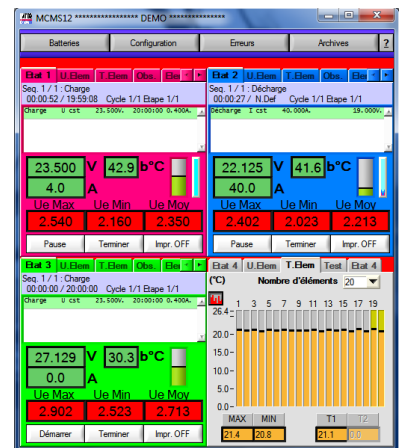 MCMS12 ***************** DEMO ***************
Batteries Configuration Erreurs Archives ?
Etat 1 U.Elem T.Elem Obs. Ele
Seq. 1 / 1 : Charge
00:00:52 / 19:59:08 Cycle 1/1 Etape 1/1
Charge U cst 23.500V. 20:00:00 0.400A.
23.500 V 42.9 b°C
4.0 A
Ue Max Ue Min Ue Moy
2.540 2.160 2.350
Pause Terminer Impr. OFF
Etat 2 U.Elem T.Elem Obs. Ele
Seq. 1 / 1 : Décharge
00:00:27 / N.Def Cycle 1/1 Etape 1/1
Décharge I cst 40.000A. 19.000V.
22.125 V 41.6 b°C
40.0 A
Ue Max Ue Min Ue Moy
2.402 2.023 2.213
Pause Terminer Impr. OFF
Etat 3 U.Elem T.Elem Obs. Ele
Seq. 1 / 1 : Charge
00:00:00 / 20:00:00 Cycle 1/1 Etape 1/1
Charge U cst 23.500V. 20:00:00 0.400A.
27.129 V 30.3 b°C
0.0 A
Ue Max Ue Min Ue Moy
2.902 2.523 2.713
Démarrer Terminer Impr. OFF
Etat 4 U.Elem T.Elem Test Etat 4
(°C) Nombre d'éléments 20
1 3 5 7 9 11 13 15 17 19
26.4
20.0
15.0
10.0
5.0
0.0
MAX MIN T1 T2
21.4 20.8 21.1 0.0